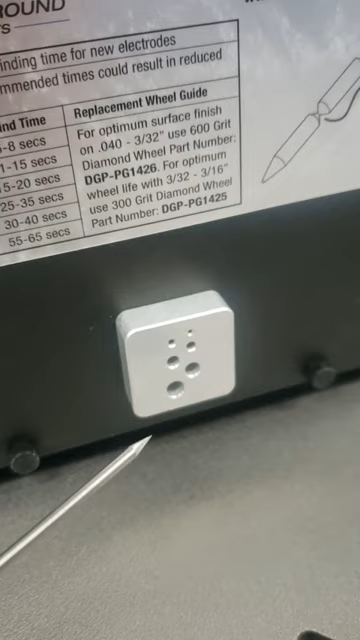 ROUND
inding time for new electrodes
mmended times could result in reduced
ind Time
Replacement Wheel Guide
-8 secs
1-15 secs
15-20 secs
25-35 secs
30-40 secs
55-65 secs
For optimum surface finish
on .040 - 3/32" use 600 Grit
Diamond Wheel Part Number:
DGP-PG1426. For optimum
wheel life with 3/32 - 3/16"
use 300 Grit Diamond Wheel
Part Number: DGP-PG1425